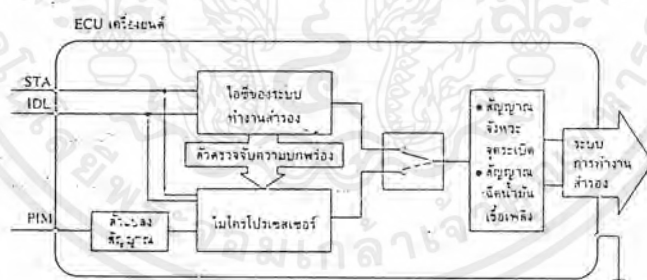 ECU เครื่องยนต์
STA
IDL
PIM
ไอซีของระบบ
ทำงานสำรอง
ตัวตรวจจับความบกพร่อง
ไมโครโปรเซสเซอร์
ตัวแปลง
สัญญาณ
• สัญญาณ
จังหวะ
จุดระเบิด
• สัญญาณ
ฉีดน้ำมัน
เชื้อเพลิง
ระบบ
การทำงาน
สำรอง